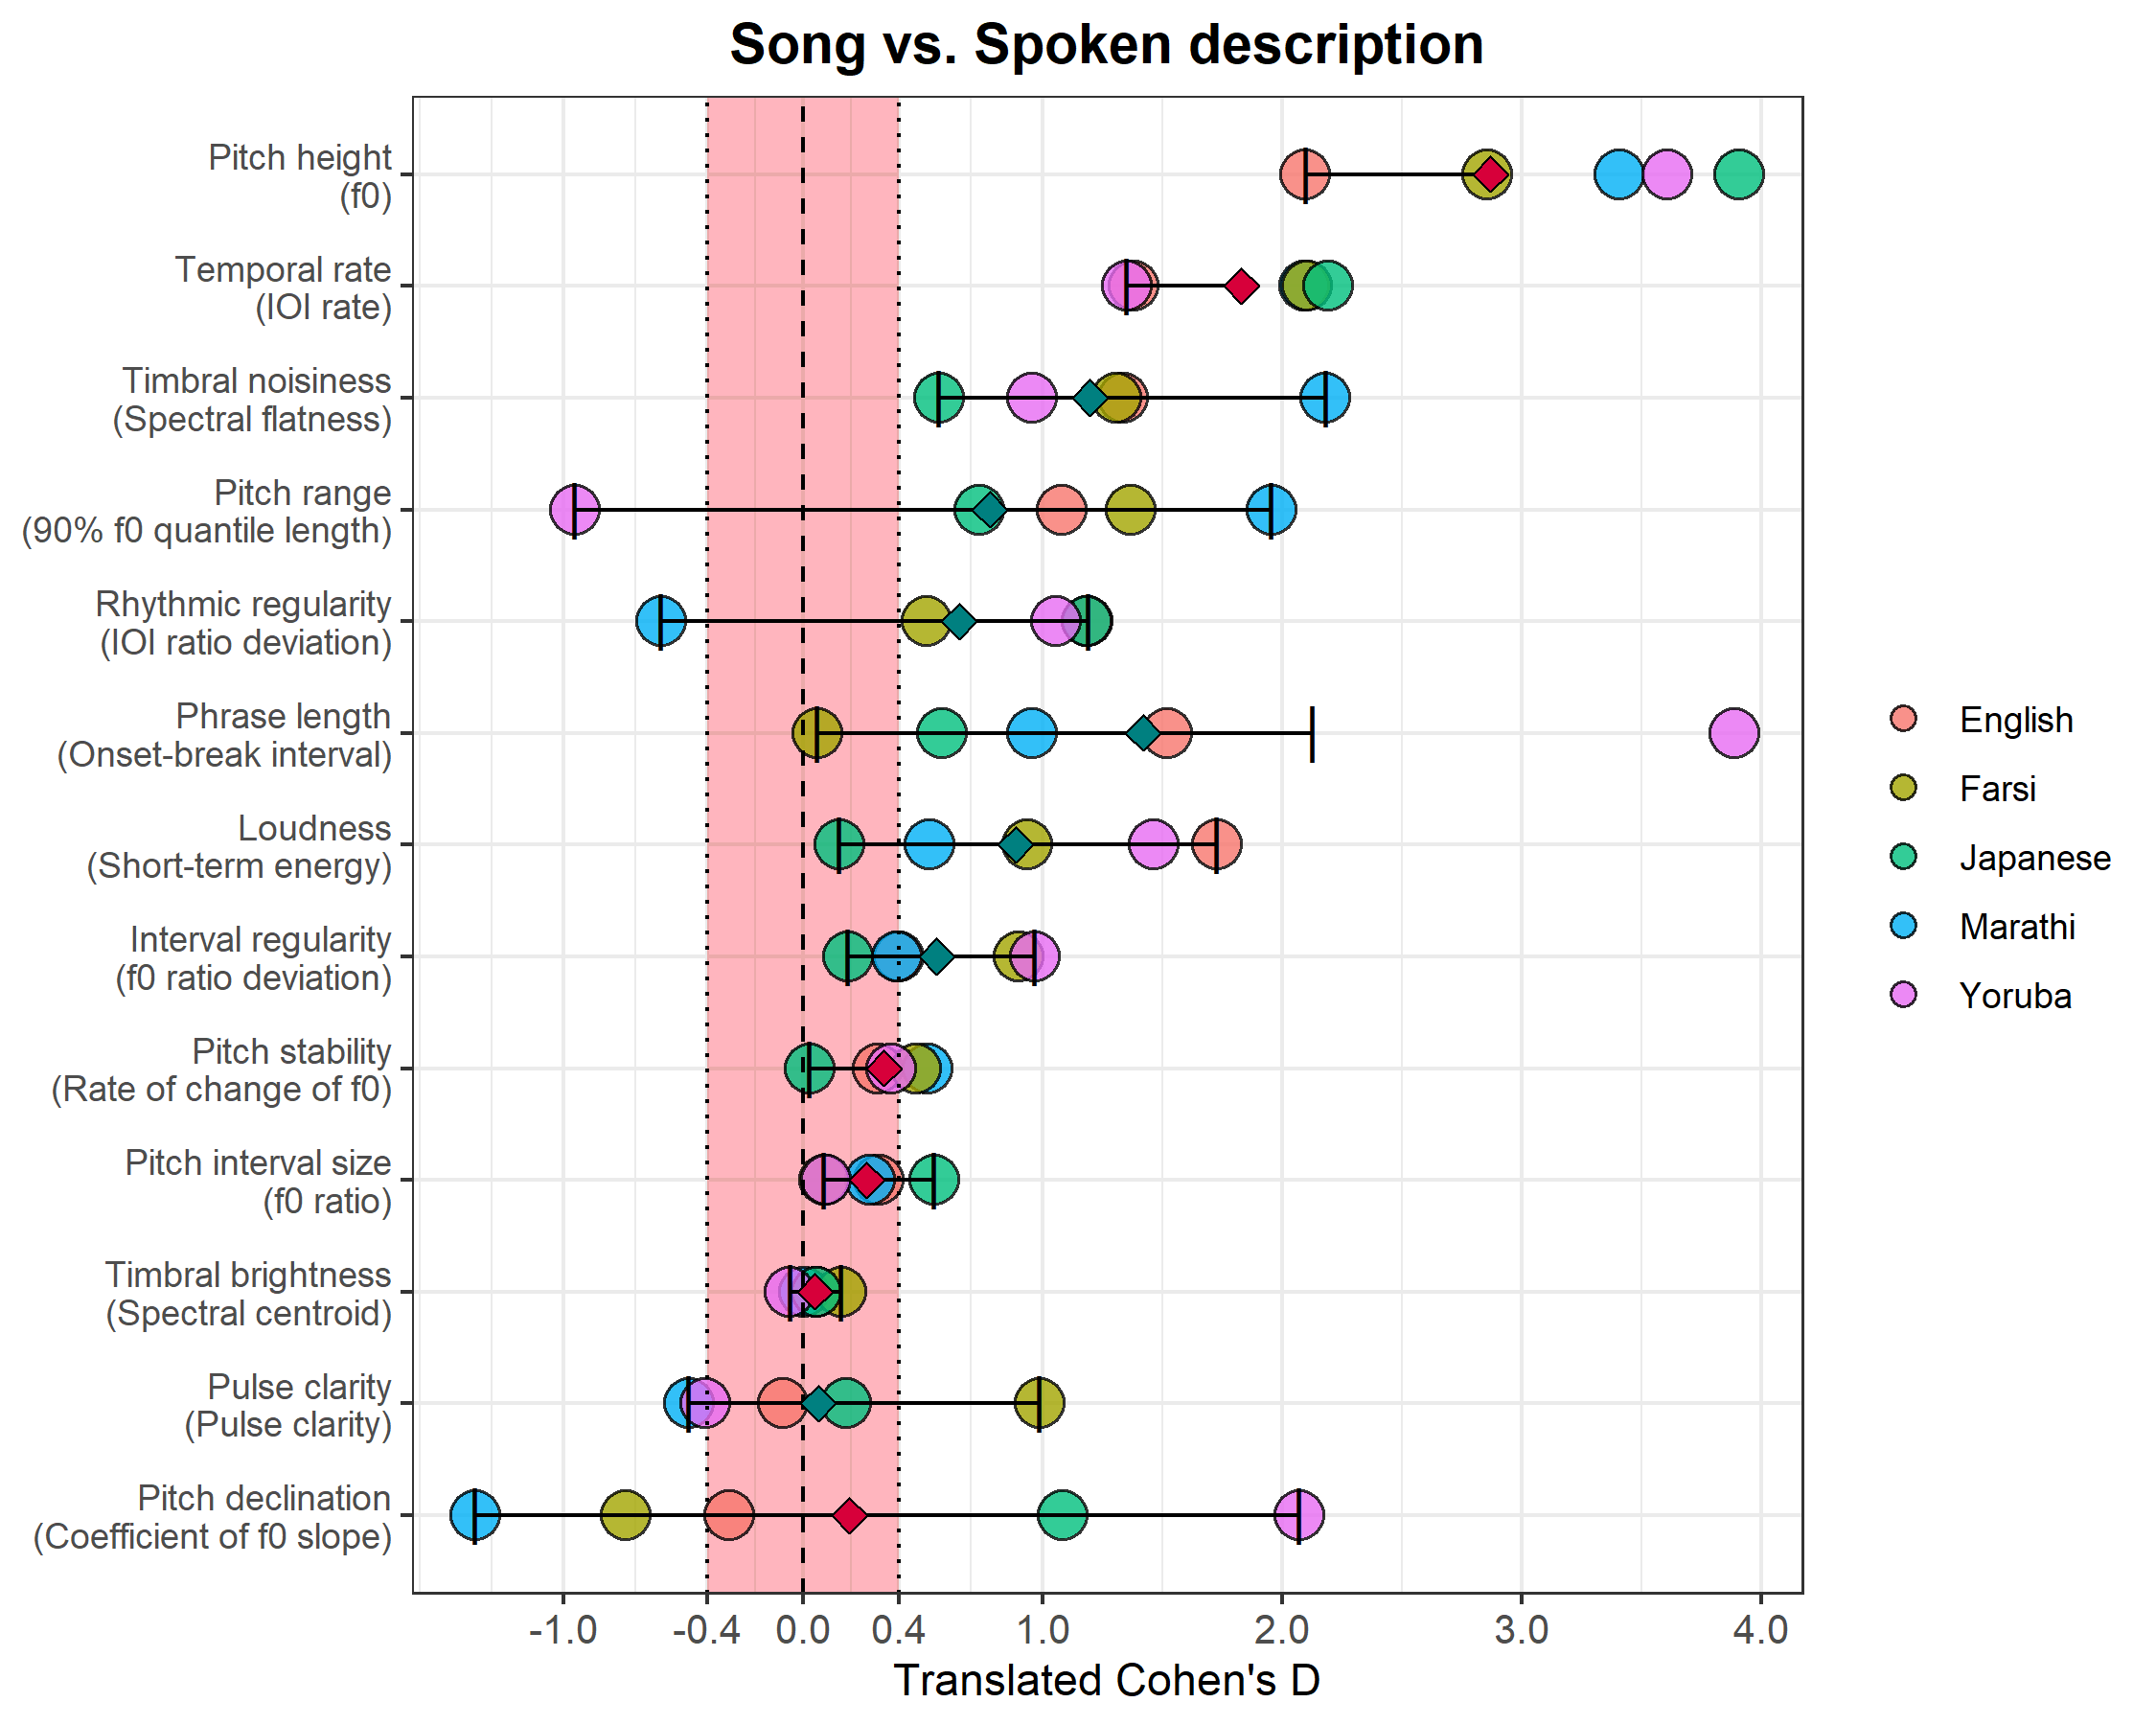 Song vs. Spoken description
Pitch height
(f0)
Temporal rate
(IOI rate)
Timbral noisiness
(Spectral flatness)
Pitch range
(90% f0 quantile length)
Rhythmic regularity
(IOI ratio deviation)
Phrase length
(Onset-break interval)
Loudness
(Short-term energy)
Interval regularity
(f0 ratio deviation)
Pitch stability
(Rate of change of f0)
Pitch interval size
(f0 ratio)
Timbral brightness
(Spectral centroid)
Pulse clarity
(Pulse clarity)
Pitch declination
(Coefficient of f0 slope)
-1.0 -0.4 0.0 0.4 1.0 2.0 3.0 4.0
Translated Cohen's D
English
Farsi
Japanese
Marathi
Yoruba